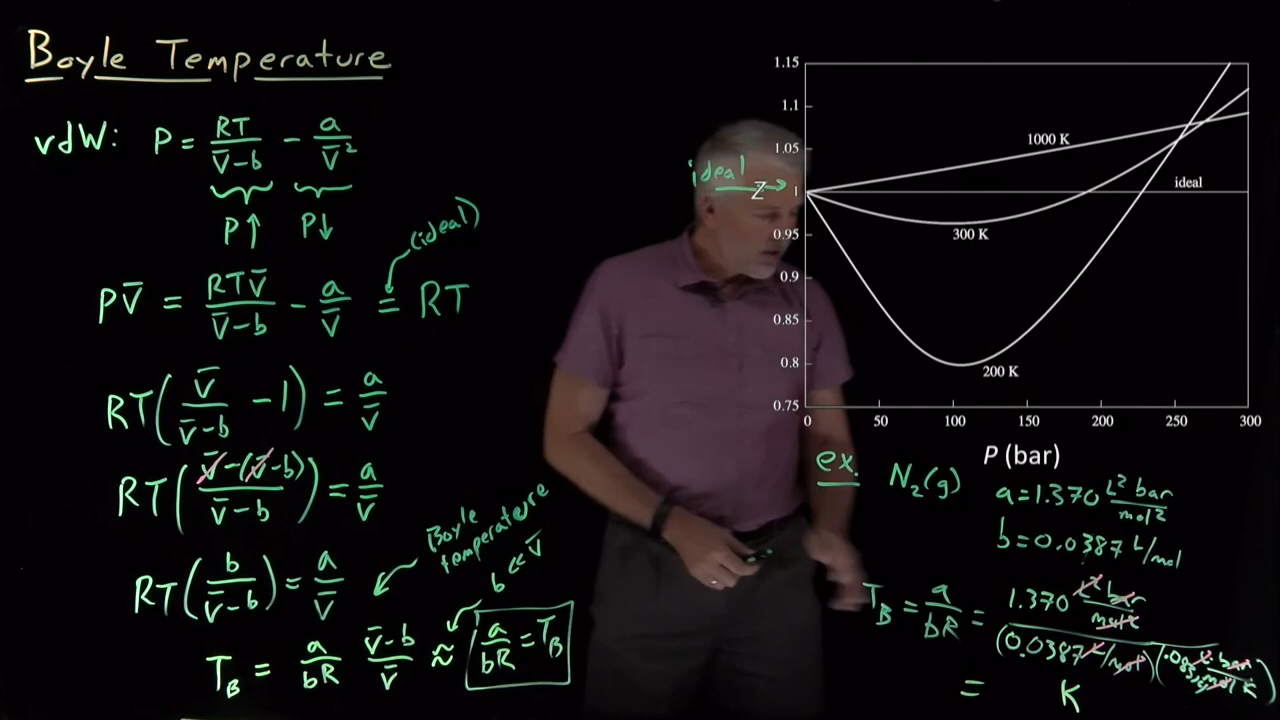 Boyle Temperature
vdW: P = RT/(V̄-b) - a/V̄²
P↑ P↓
(ideal)
PV̄ = RTV̄/(V̄-b) - a/V̄ = RT
RT(V̄/(V̄-b) - 1) = a/V̄
RT((V̄-(V̄-b))/(V̄-b)) = a/V̄
RT(b/(V̄-b)) = a/V̄
Boyle temperature
b << V̄
T_B = a/(bR) (V̄-b)/V̄ ≈ a/(bR) = T_B
1.15
1.1
1.05
ideal → Z 1
0.95
0.9
0.85
0.8
0.75
1000 K
ideal
300 K
200 K
0 50 100 150 200 250 300
P (bar)
ex. N₂(g)
a = 1.370 L² bar/mol²
b = 0.0387 L/mol
T_B = a/(bR) = 1.370 L² bar/mol² / (0.0387 L/mol)(.083 L bar/mol K)
= K